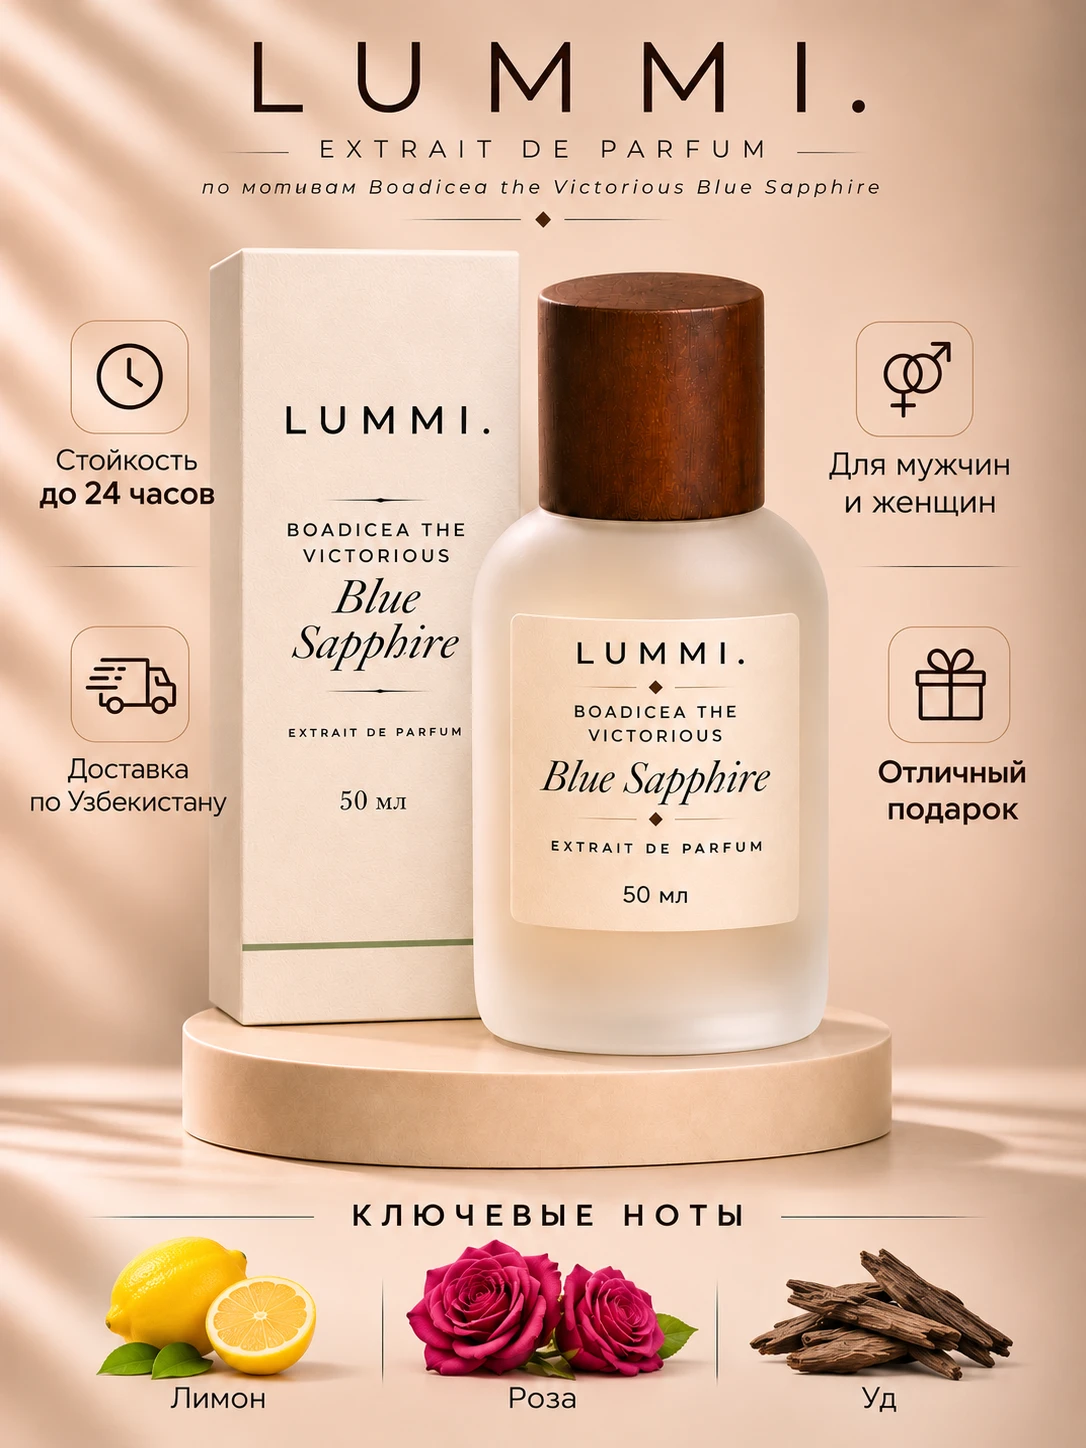 LUMMI.
EXTRAIT DE PARFUM
по мотивам Boadicea the Victorious Blue Sapphire
Стойкость
до 24 часов
Для мужчин
и женщин
Доставка
по Узбекистану
Отличный
подарок
LUMMI.
BOADICEA THE
VICTORIOUS
Blue
Sapphire
EXTRAIT DE PARFUM
50 мл
LUMMI.
BOADICEA THE
VICTORIOUS
Blue Sapphire
EXTRAIT DE PARFUM
50 мл
КЛЮЧЕВЫЕ НОТЫ
Лимон
Роза
Уд